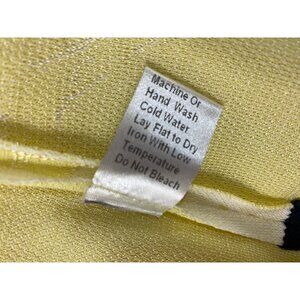 Machine Or
Hand Wash
Cold Water
Lay Flat to Dry
Iron With Low
Temperature
Do Not Bleach